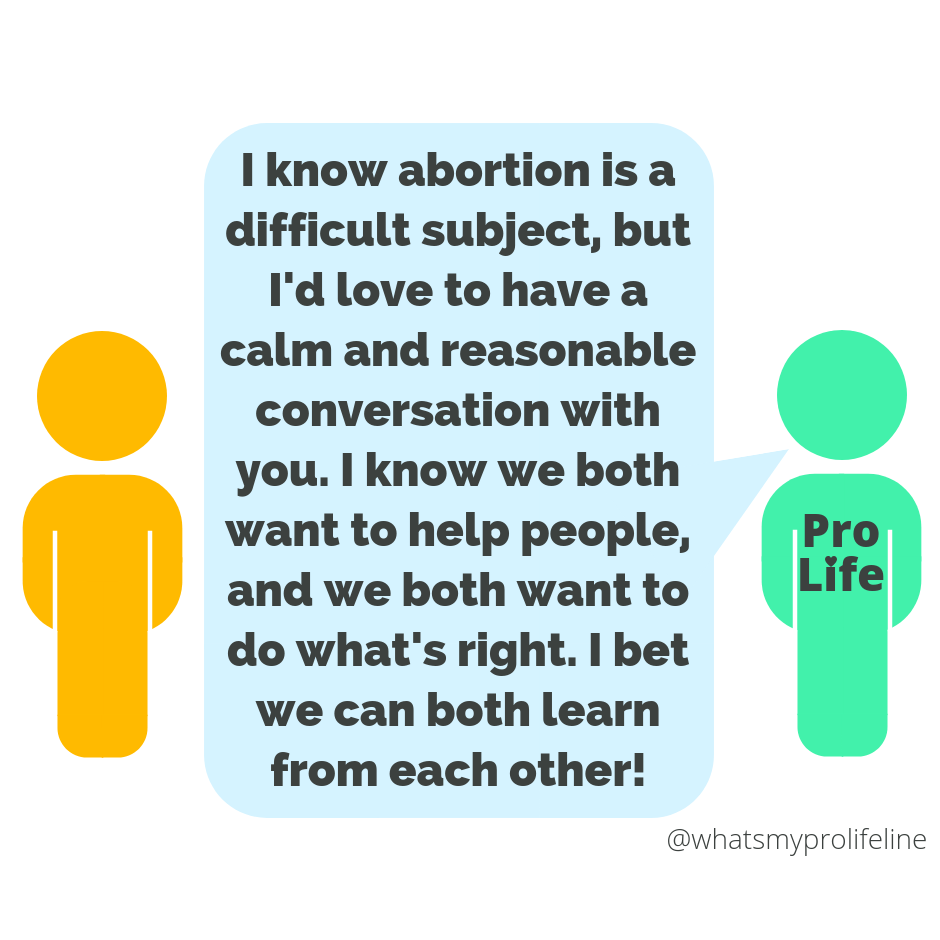 I know abortion is a
difficult subject, but
I'd love to have a
calm and reasonable
conversation with
you. I know we both
want to help people,
and we both want to
do what's right. I bet
we can both learn
from each other!
Pro
Life
@whatsmyprolifeline